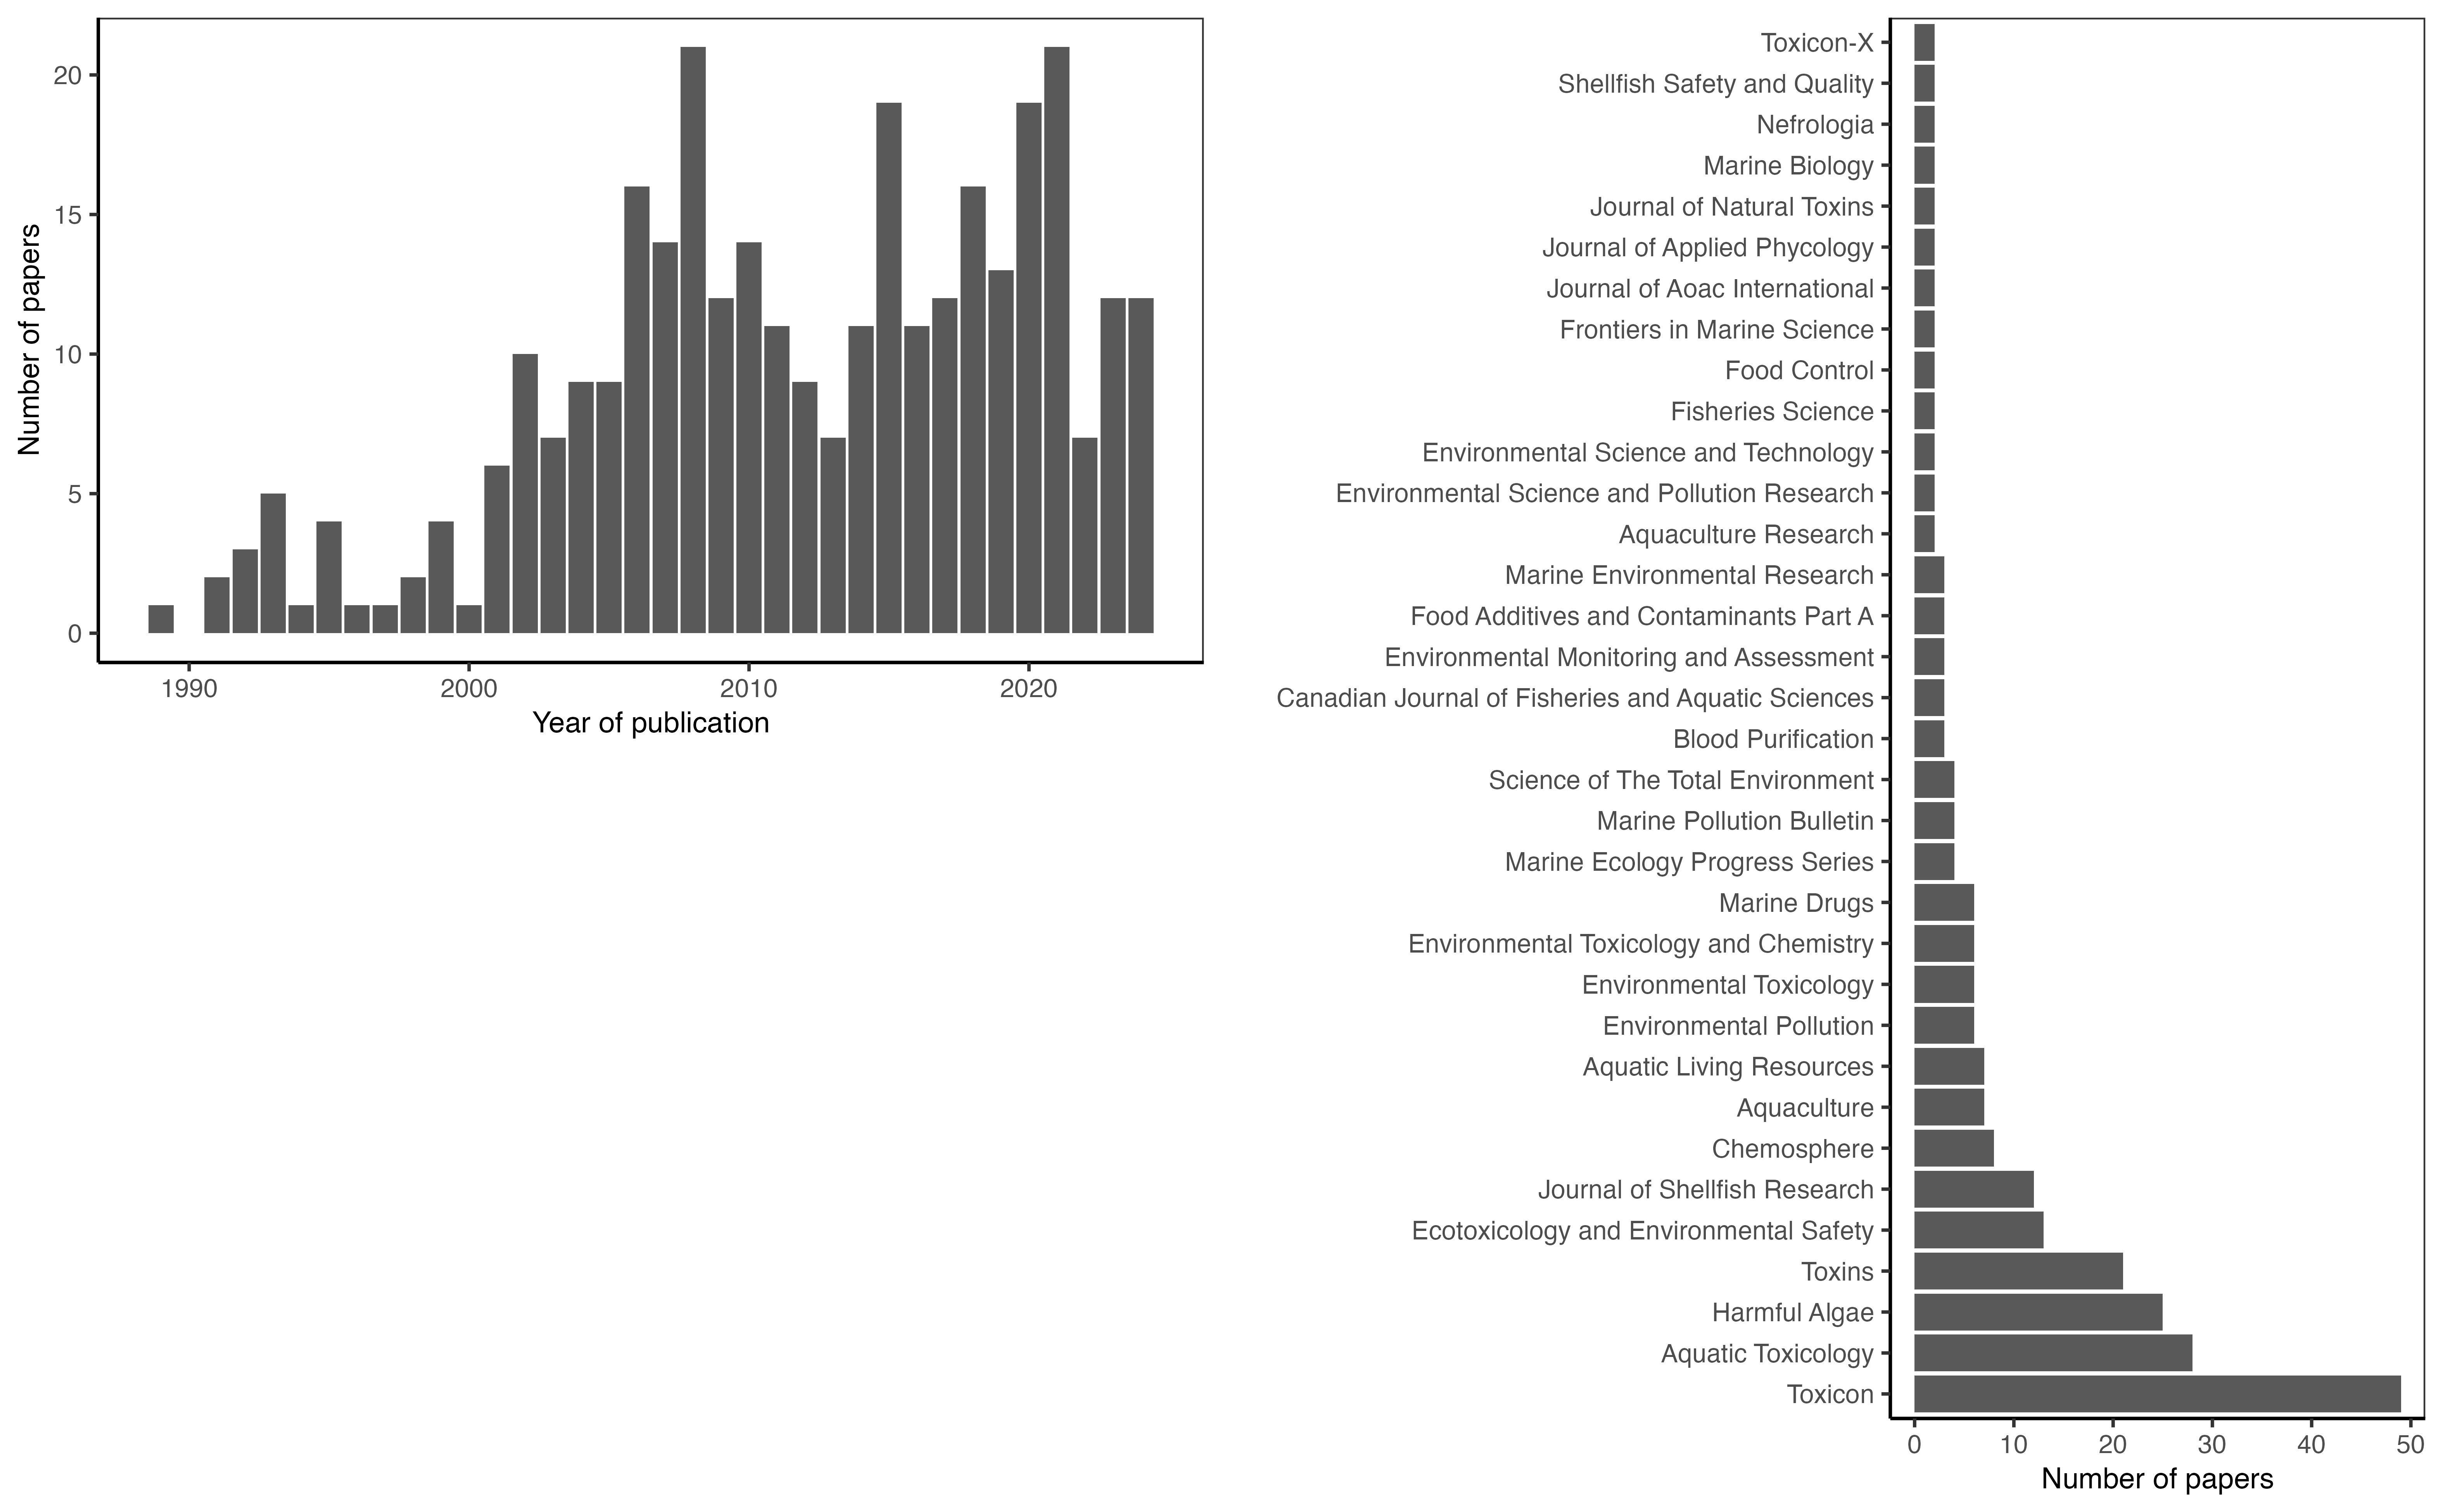 Number of papers
20
15
10
5
0
1990 2000 2010 2020
Year of publication
Toxicon-X
Shellfish Safety and Quality
Nefrologia
Marine Biology
Journal of Natural Toxins
Journal of Applied Phycology
Journal of Aoac International
Frontiers in Marine Science
Food Control
Fisheries Science
Environmental Science and Technology
Environmental Science and Pollution Research
Aquaculture Research
Marine Environmental Research
Food Additives and Contaminants Part A
Environmental Monitoring and Assessment
Canadian Journal of Fisheries and Aquatic Sciences
Blood Purification
Science of The Total Environment
Marine Pollution Bulletin
Marine Ecology Progress Series
Marine Drugs
Environmental Toxicology and Chemistry
Environmental Toxicology
Environmental Pollution
Aquatic Living Resources
Aquaculture
Chemosphere
Journal of Shellfish Research
Ecotoxicology and Environmental Safety
Toxins
Harmful Algae
Aquatic Toxicology
Toxicon
0 10 20 30 40 50
Number of papers